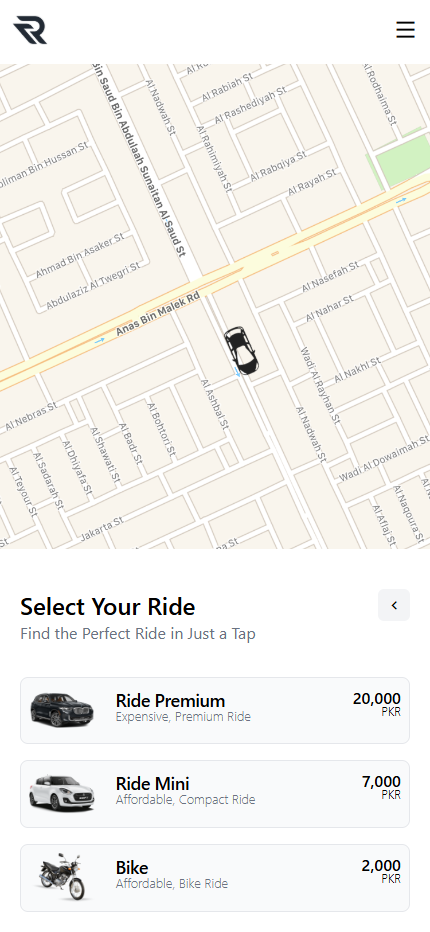 Bin Saud Bin Abdulaah Sunaitan Al Saud St
Al Nadwah St
Al Rabiah St
Al Rashediyah St
Al Rodhaima St
Al Rahimiyah St
oliman Bin Hussan St
Al Rabqiya St
Al Rayah St
Ahmad Bin Asaker St
Abdulaziz Al Twegri St
Anas Bin Malek Rd
Al Nasefah St
Al Nahar St
Wadi Al Rayhan St
Al Nakhl St
Al Ashbal St
Al Nebras St
Al Bohtori St
Al Badr St
Al Shawati St
Al Dhiyafa St
Al Sadarah St
Al Teyour St
Al Nadwah St
Wadi Al Dowaimah St
Al Naqoura St
Al Aflaj St
Jakarta St
Select Your Ride
Find the Perfect Ride in Just a Tap
Ride Premium
20,000
Expensive, Premium Ride
PKR
Ride Mini
7,000
Affordable, Compact Ride
PKR
Bike
2,000
Affordable, Bike Ride
PKR